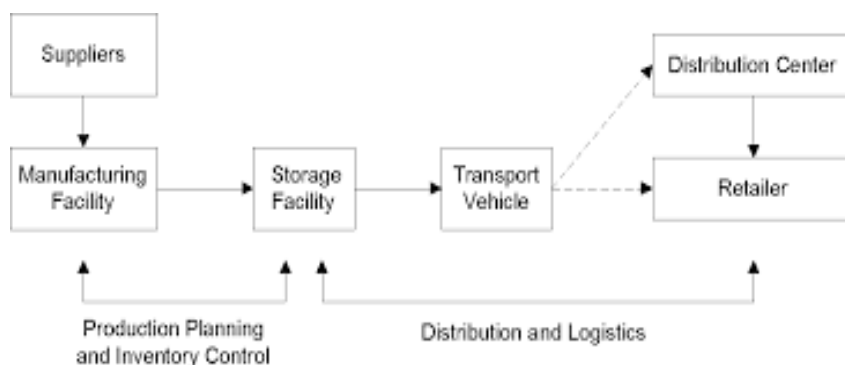 Suppliers
Distribution Center
Manufacturing
Facility
Storage
Facility
Transport
Vehicle
Retailer
Production Planning
and Inventory Control
Distribution and Logistics